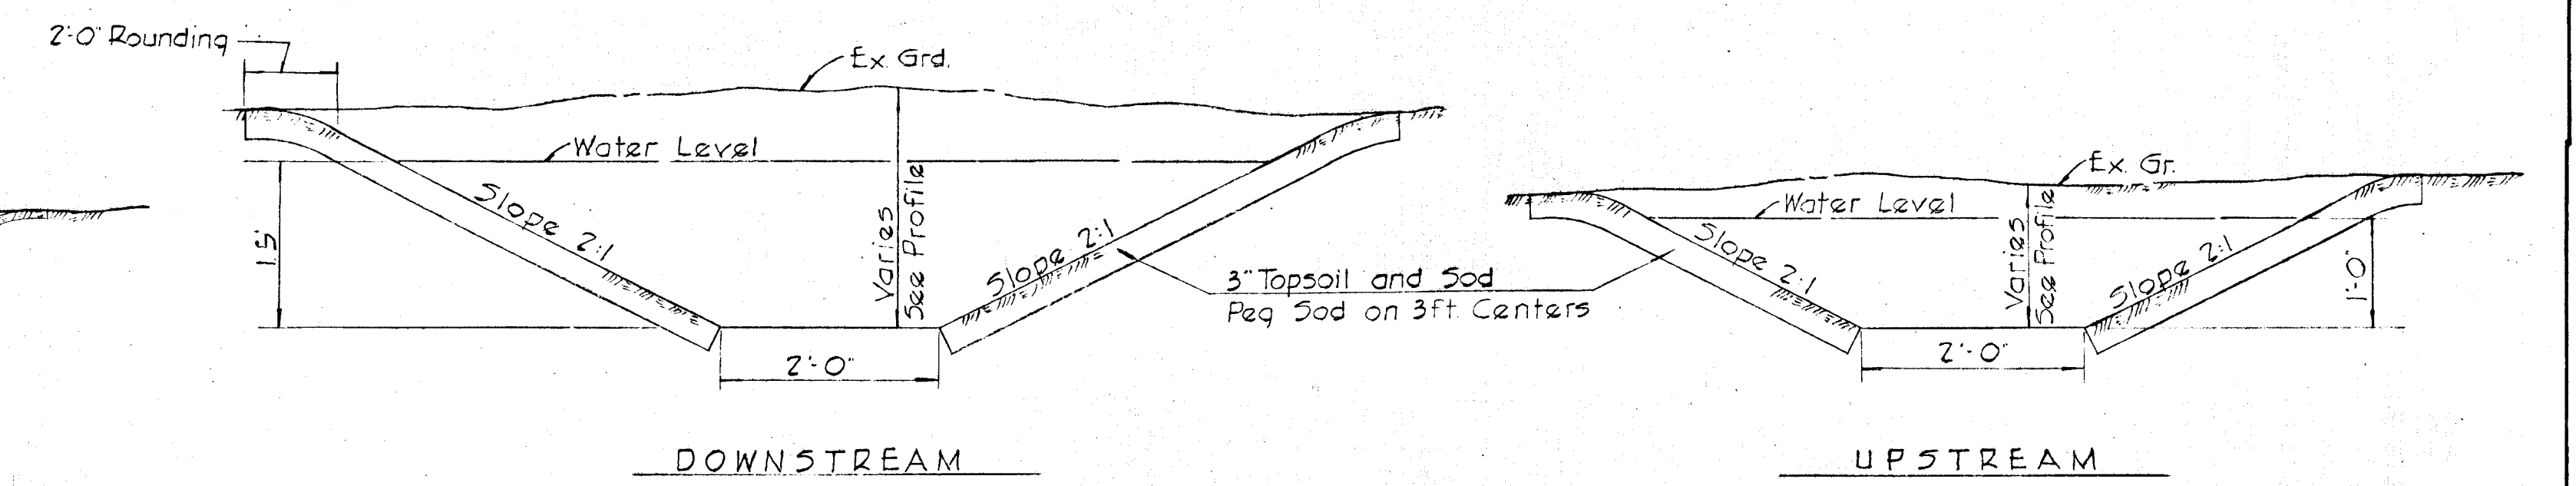 2'-0" Rounding
Ex. Grd.
Water Level
Slope 2:1
1.5'
Varies
See Profile
Slope 2:1
2'-0"
3" Topsoil and Sod
Peg Sod on 3ft. Centers
DOWNSTREAM
Ex. Gr.
Water Level
Slope 2:1
Varies
See Profile
Slope 2:1
1'-0"
2'-0"
UPSTREAM